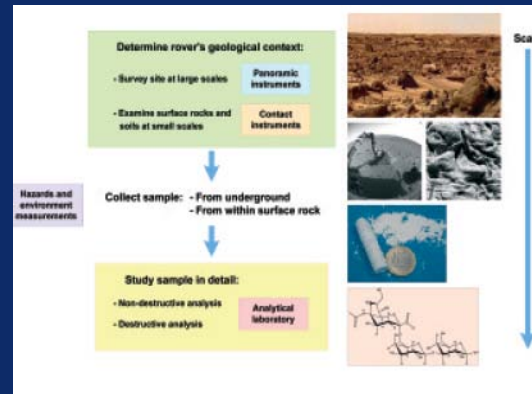 Determine rover's geological context:
- Survey site at large scales
Panoramic
instruments
- Examine surface rocks and
soils at small scales
Contact
instruments
Hazards and
environment
measurements
Collect sample: - From underground
- From within surface rock
Study sample in detail:
- Non-destructive analysis
- Destructive analysis
Analytical
laboratory
Sca